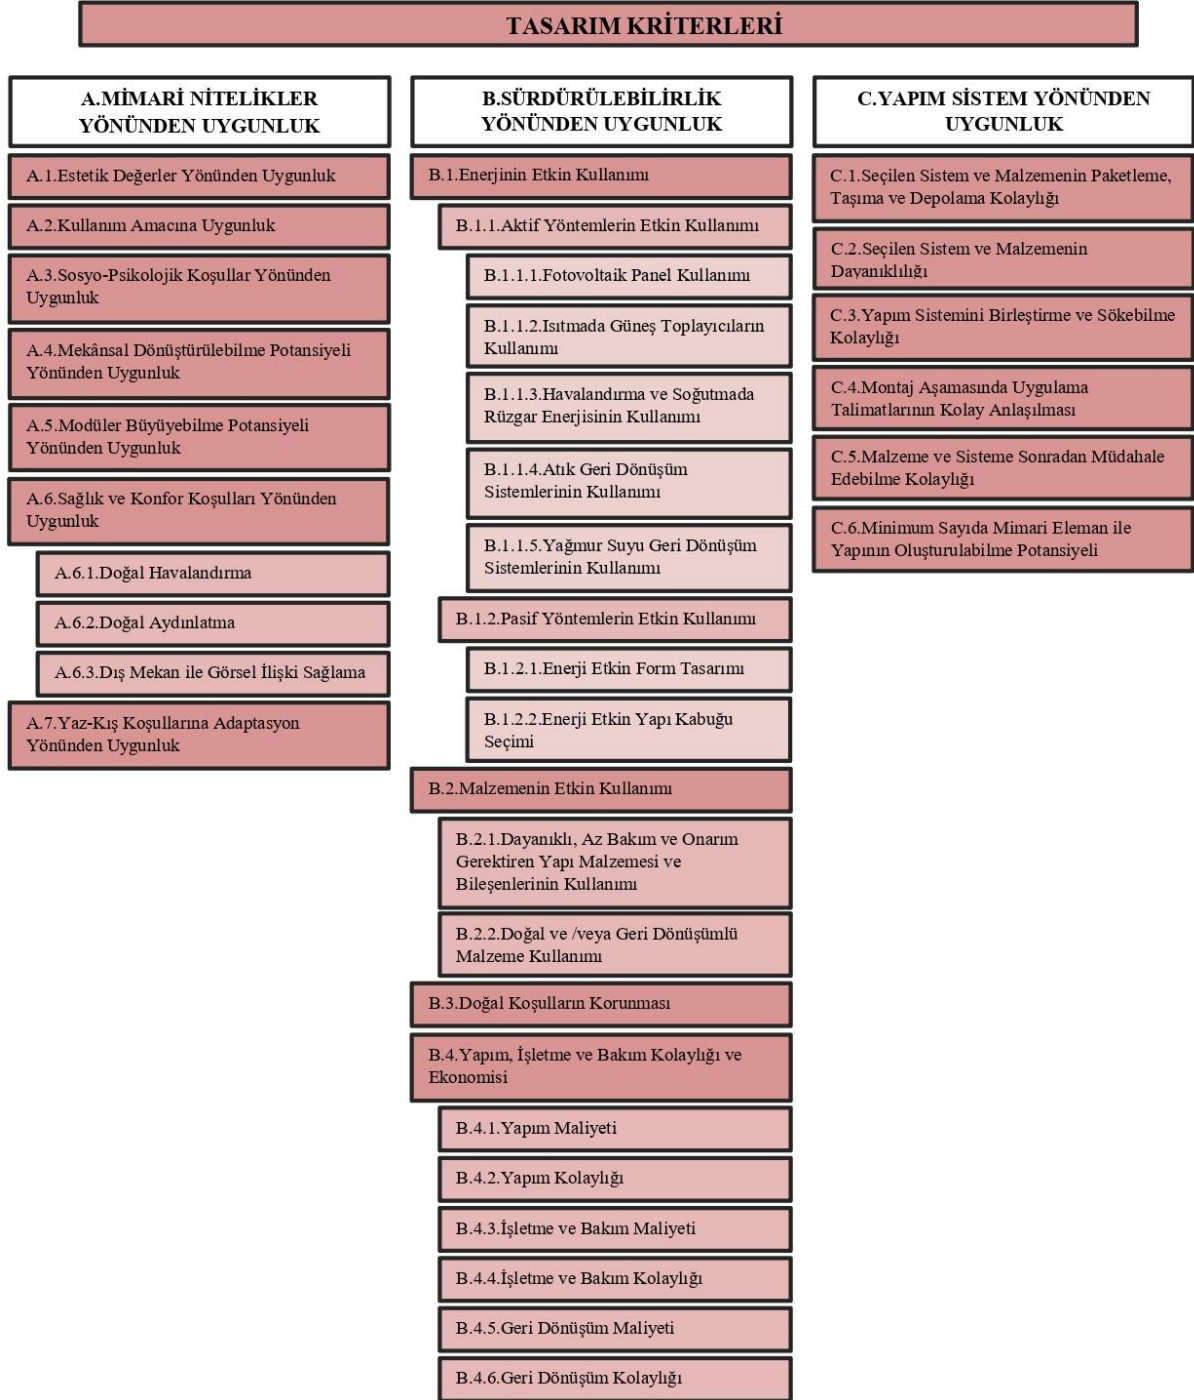 TASARIM KRİTERLERİ
A.MİMARİ NİTELİKLER
YÖNÜNDEN UYGUNLUK
A.1.Estetik Değerler Yönünden Uygunluk
A.2.Kullanım Amacına Uygunluk
A.3.Sosyo-Psikolojik Koşullar Yönünden
Uygunluk
A.4.Mekânsal Dönüştürülebilme Potansiyeli
Yönünden Uygunluk
A.5.Modüler Büyüyebilme Potansiyeli
Yönünden Uygunluk
A.6.Sağlık ve Konfor Koşulları Yönünden
Uygunluk
A.6.1.Doğal Havalandırma
A.6.2.Doğal Aydınlatma
A.6.3.Dış Mekan ile Görsel İlişki Sağlama
A.7.Yaz-Kış Koşullarına Adaptasyon
Yönünden Uygunluk
B.SÜRDÜRÜLEBİLİRLİK
YÖNÜNDEN UYGUNLUK
B.1.Enerjinin Etkin Kullanımı
B.1.1.Aktif Yöntemlerin Etkin Kullanımı
B.1.1.1.Fotovoltaik Panel Kullanımı
B.1.1.2.Isıtmada Güneş Toplayıcıların
Kullanımı
B.1.1.3.Havalandırma ve Soğutmada
Rüzgar Enerjisinin Kullanımı
B.1.1.4.Atık Geri Dönüşüm
Sistemlerinin Kullanımı
B.1.1.5.Yağmur Suyu Geri Dönüşüm
Sistemlerinin Kullanımı
B.1.2.Pasif Yöntemlerin Etkin Kullanımı
B.1.2.1.Enerji Etkin Form Tasarımı
B.1.2.2.Enerji Etkin Yapı Kabuğu
Seçimi
B.2.Malzemenin Etkin Kullanımı
B.2.1.Dayanıklı, Az Bakım ve Onarım
Gerektiren Yapı Malzemesi ve
Bileşenlerinin Kullanımı
B.2.2.Doğal ve /veya Geri Dönüşümlü
Malzeme Kullanımı
B.3.Doğal Koşulların Korunması
B.4.Yapım, İşletme ve Bakım Kolaylığı ve
Ekonomisi
B.4.1.Yapım Maliyeti
B.4.2.Yapım Kolaylığı
B.4.3.İşletme ve Bakım Maliyeti
B.4.4.İşletme ve Bakım Kolaylığı
B.4.5.Geri Dönüşüm Maliyeti
B.4.6.Geri Dönüşüm Kolaylığı
C.YAPIM SİSTEM YÖNÜNDEN
UYGUNLUK
C.1.Seçilen Sistem ve Malzemenin Paketleme,
Taşıma ve Depolama Kolaylığı
C.2.Seçilen Sistem ve Malzemenin
Dayanıklılığı
C.3.Yapım Sistemini Birleştirme ve Sökebilme
Kolaylığı
C.4.Montaj Aşamasında Uygulama
Talimatlarının Kolay Anlaşılması
C.5.Malzeme ve Sisteme Sonradan Müdahale
Edebilme Kolaylığı
C.6.Minimum Sayıda Mimari Eleman ile
Yapının Oluşturulabilme Potansiyeli